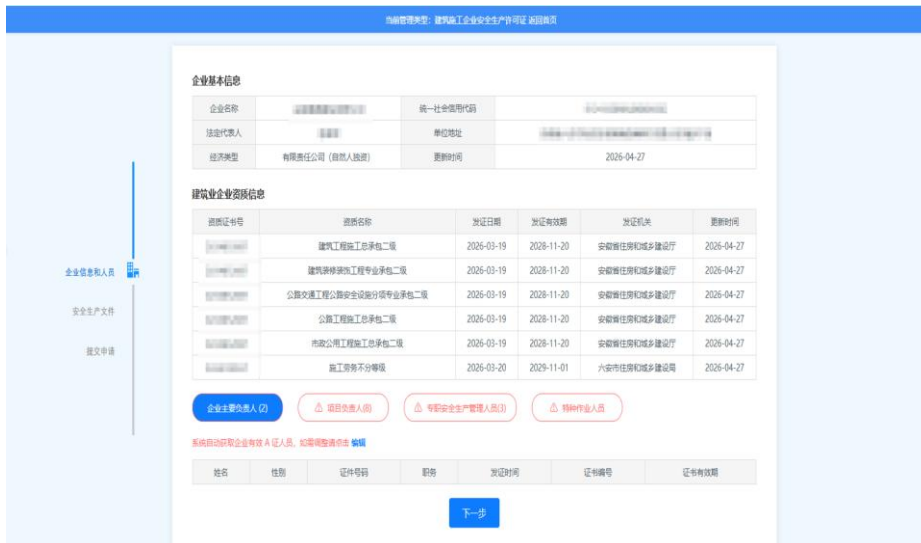 当前管理类型：建筑施工企业安全生产许可证 返回首页
企业基本信息
企业名称 统一社会信用代码
法定代表人 单位地址
经济类型 有限责任公司（自然人独资） 更新时间 2026-04-27
建筑业企业资质信息
资质证书号 资质名称 发证日期 发证有效期 发证机关 更新时间
建筑工程施工总承包二级 2026-03-19 2028-11-20 安徽省住房和城乡建设厅 2026-04-27
建筑装修装饰工程专业承包二级 2026-03-19 2028-11-20 安徽省住房和城乡建设厅 2026-04-27
公路交通工程公路安全设施分项专业承包二级 2026-03-19 2028-11-20 安徽省住房和城乡建设厅 2026-04-27
公路工程施工总承包二级 2026-03-19 2028-11-20 安徽省住房和城乡建设厅 2026-04-27
市政公用工程施工总承包二级 2026-03-19 2028-11-20 安徽省住房和城乡建设厅 2026-04-27
施工劳务不分等级 2026-03-20 2029-11-01 六安市住房和城乡建设局 2026-04-27
企业信息和人员
安全生产文件
提交申请
企业主要负责人 (2) 项目负责人(8) 专职安全生产管理人员(3) 特种作业人员
系统自动获取企业有效 A 证人员，如需调整请点击 编辑
姓名 性别 证件号码 职务 发证时间 证书编号 证书有效期
下一步